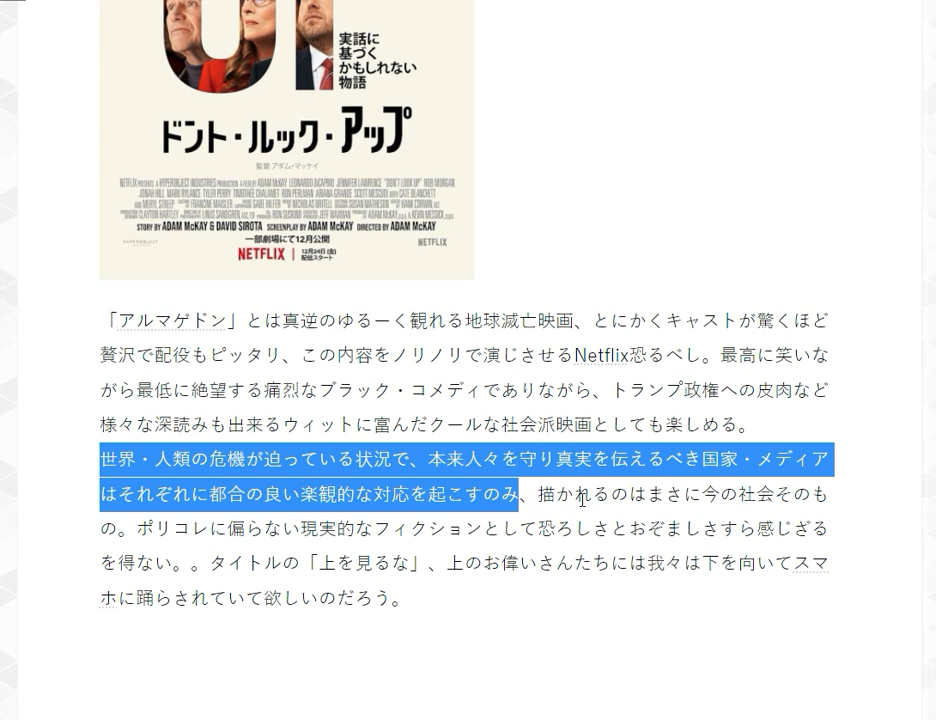 実話に
基づく
かもしれない
物語
ドント・ルック・アップ
監督:アダム・マッケイ
STORY BY ADAM McKAY & DAVID SIROTA SCREENPLAY BY ADAM McKAY DIRECTED BY ADAM McKAY
一部劇場にて12月公開
HYPEROBJECT
NETFLIX
NETFLIX | 12月24日(金)
配信スタート
「アルマゲドン」とは真逆のゆるーく観れる地球滅亡映画、とにかくキャストが驚くほど
贅沢で配役もピッタリ、この内容をノリノリで演じさせるNetflix恐るべし。最高に笑いな
がら最低に絶望する痛烈なブラック・コメディでありながら、トランプ政権への皮肉など
様々な深読みも出来るウィットに富んだクールな社会派映画としても楽しめる。
世界・人類の危機が迫っている状況で、本来人々を守り真実を伝えるべき国家・メディア
はそれぞれに都合の良い楽観的な対応を起こすのみ、描かれるのはまさに今の社会そのも
の。ポリコレに偏らない現実的なフィクションとして恐ろしさとおぞましさすら感じざる
を得ない。。タイトルの「上を見るな」、上のお偉いさんたちには我々は下を向いてスマ
ホに踊らされていて欲しいのだろう。